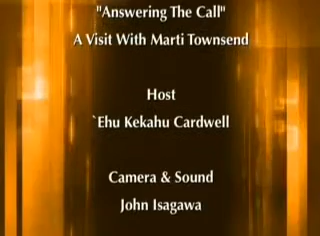 "Answering The Call"
A Visit With Marti Townsend
Host
`Ehu Kekahu Cardwell
Camera & Sound
John Isagawa